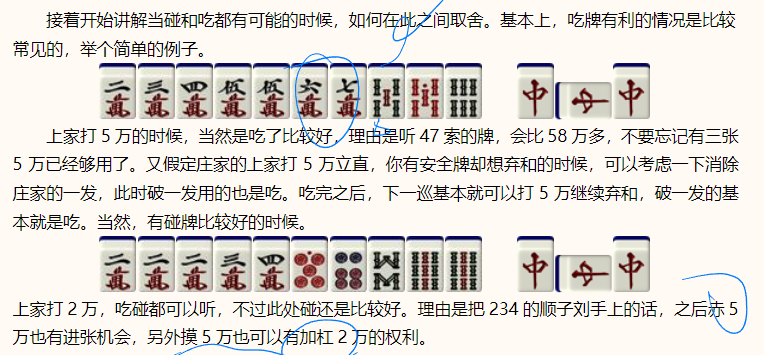 接着开始讲解当碰和吃都有可能的时候，如何在此之间取舍。基本上，吃牌有利的情况是比较
常见的，举个简单的例子。
二萬 三萬 四萬 伍萬 伍萬 六萬 七萬 中 中 中
上家打 5 万的时候，当然是吃了比较好，理由是听 47 索的牌，会比 58 万多，不要忘记有三张
5 万已经够用了。又假定庄家的上家打 5 万立直，你有安全牌却想弃和的时候，可以考虑一下消除
庄家的一发，此时破一发用的也是吃。吃完之后，下一巡基本就可以打 5 万继续弃和，破一发的基
本就是吃。当然，有碰牌比较好的时候。
二萬 二萬 二萬 三萬 四萬 中 中 中
上家打 2 万，吃碰都可以听，不过此处碰还是比较好。理由是把 234 的顺子刘手上的话，之后赤 5
万也有进张机会，另外摸 5 万也可以有加杠 2 万的权利。